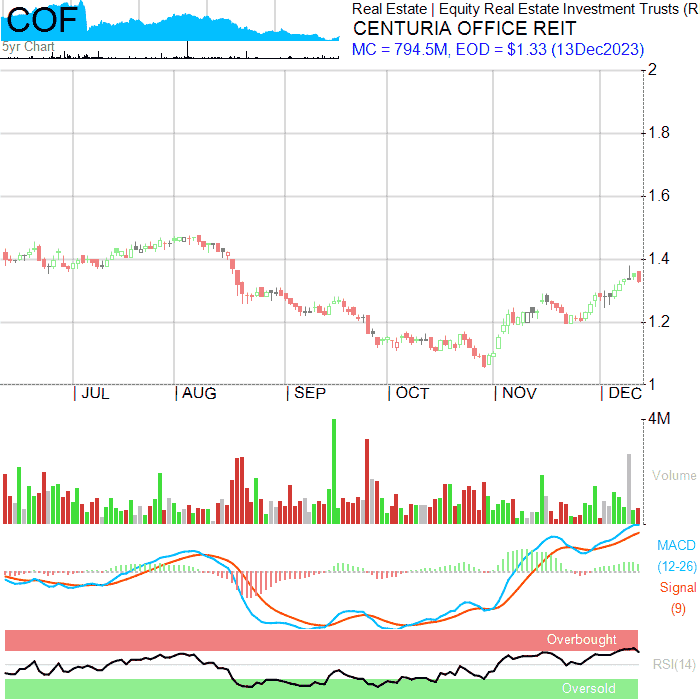 COF
5yr Chart
Real Estate | Equity Real Estate Investment Trusts (R
CENTURIA OFFICE REIT
MC = 794.5M, EOD = $1.33 (13Dec2023)
2
1.8
1.6
1.4
1.2
1
| JUL | AUG | SEP | OCT | NOV | DEC
4M
Volume
MACD
(12-26)
Signal
(9)
Overbought
RSI(14)
Oversold